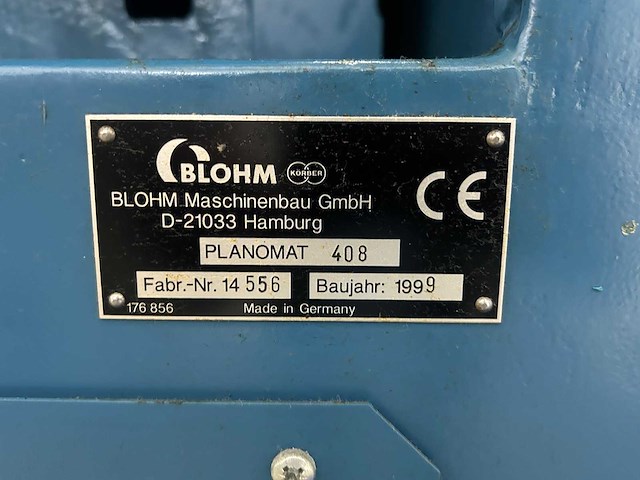 BLOHM KÖRBER
BLOHM Maschinenbau GmbH
D-21033 Hamburg
CE
PLANOMAT 408
Fabr.-Nr. 14 556 Baujahr: 1999
176 856 Made in Germany